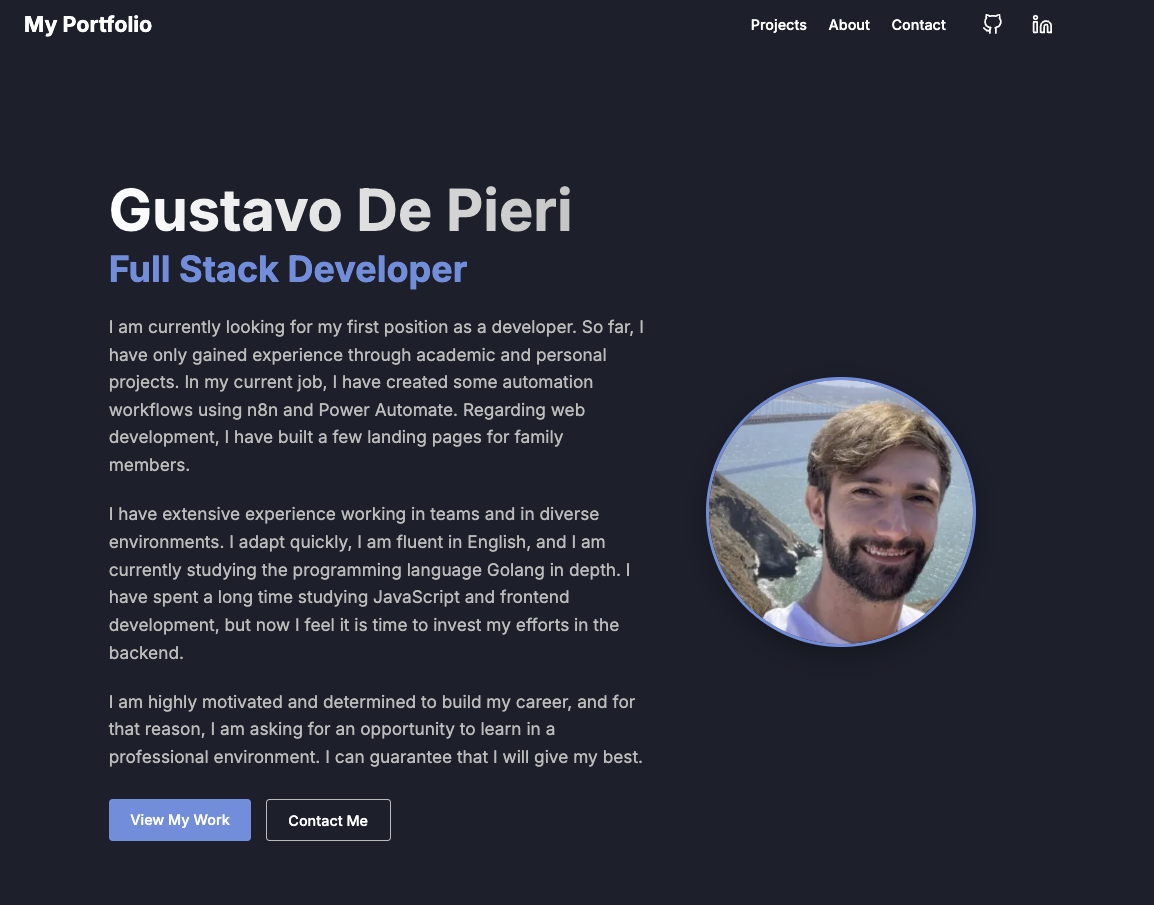 My Portfolio
Projects About Contact
Gustavo De Pieri
Full Stack Developer
I am currently looking for my first position as a developer. So far, I
have only gained experience through academic and personal
projects. In my current job, I have created some automation
workflows using n8n and Power Automate. Regarding web
development, I have built a few landing pages for family
members.
I have extensive experience working in teams and in diverse
environments. I adapt quickly, I am fluent in English, and I am
currently studying the programming language Golang in depth. I
have spent a long time studying JavaScript and frontend
development, but now I feel it is time to invest my efforts in the
backend.
I am highly motivated and determined to build my career, and for
that reason, I am asking for an opportunity to learn in a
professional environment. I can guarantee that I will give my best.
View My Work Contact Me